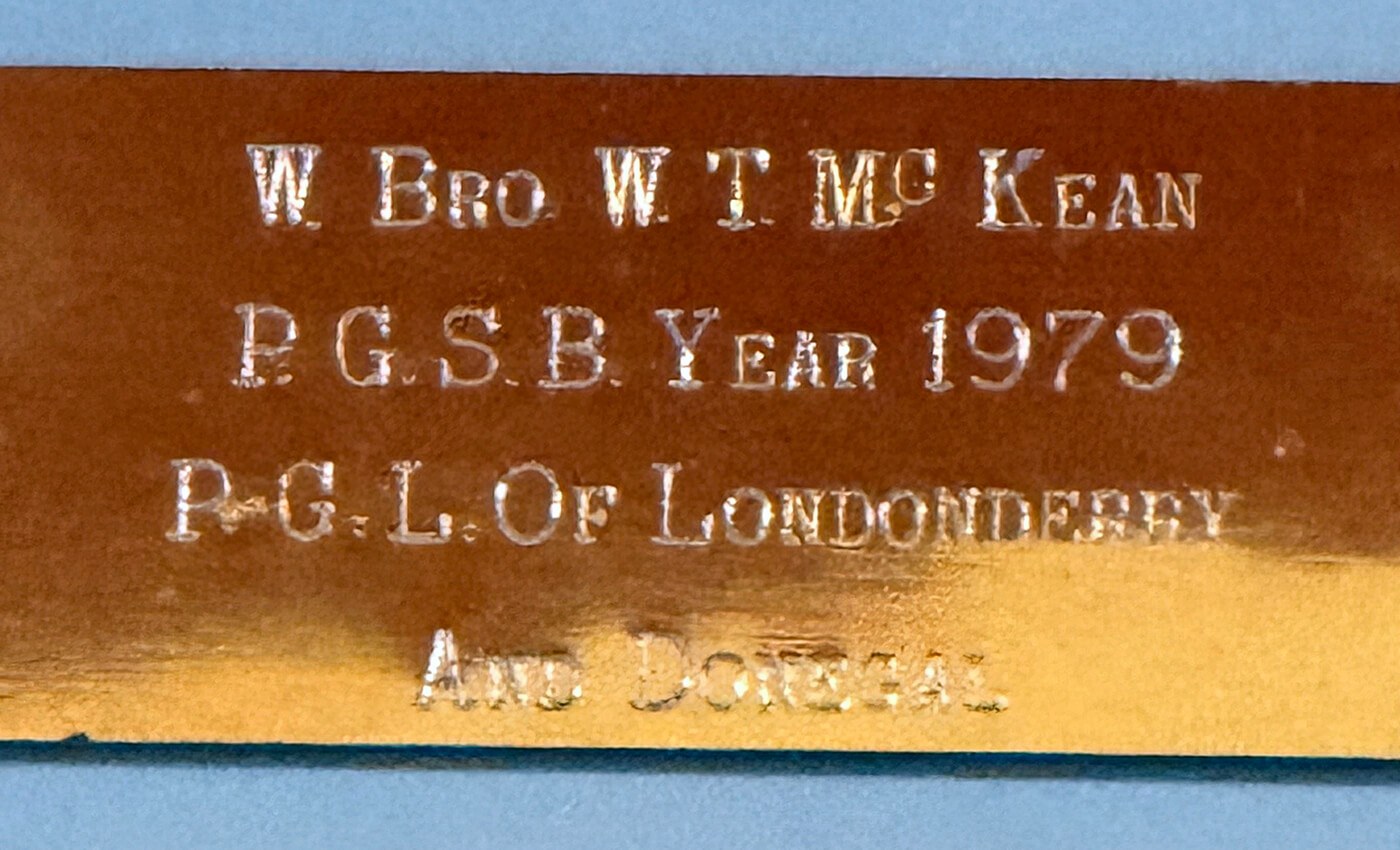 W. BRO. W. T. Mc KEAN
P. G. S. B. YEAR 1979
P. G. L. OF LONDONDERRY
AND DONEGAL